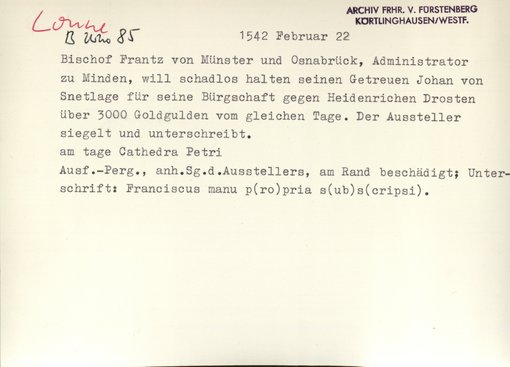 ARCHIV FRHR. V. FÜRSTENBERG
KÖRTLINGHAUSEN/WESTF.
B 85
1542 Februar 22
Bischof Frantz von Münster und Osnabrück, Administrator
zu Minden, will schadlos halten seinen Getreuen Johan von
Snetlage für seine Bürgschaft gegen Heidenrichen Drosten
über 3000 Goldgulden vom gleichen Tage. Der Aussteller
siegelt und unterschreibt.
am tage Cathedra Petri
Ausf.-Perg., anh.Sg.d.Ausstellers, am Rand beschädigt; Unter-
schrift: Franciscus manu p(ro)pria s(ub)s(cripsi).